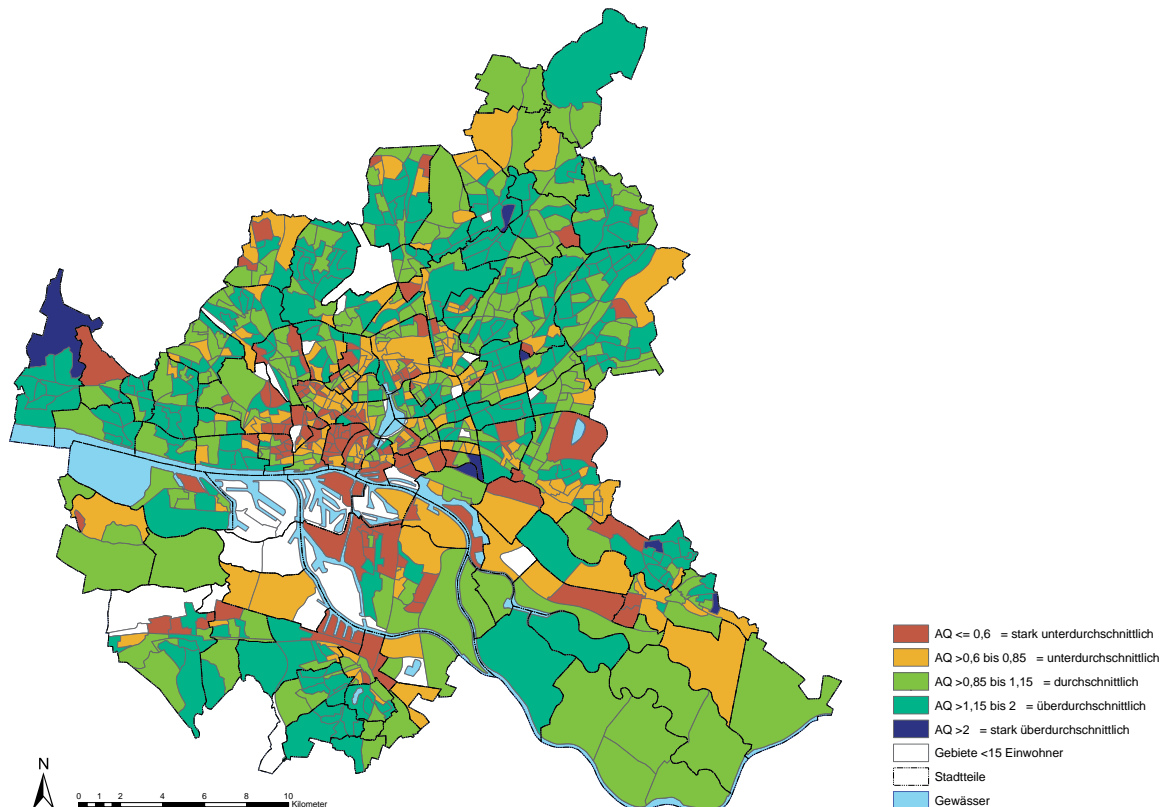 AQ <= 0,6 = stark unterdurchschnittlich
AQ >0,6 bis 0,85 = unterdurchschnittlich
AQ >0,85 bis 1,15 = durchschnittlich
AQ >1,15 bis 2 = überdurchschnittlich
AQ >2 = stark überdurchschnittlich
Gebiete <15 Einwohner
Stadtteile
Gewässer
N
0 1 2 4 6 8 10
Kilometer